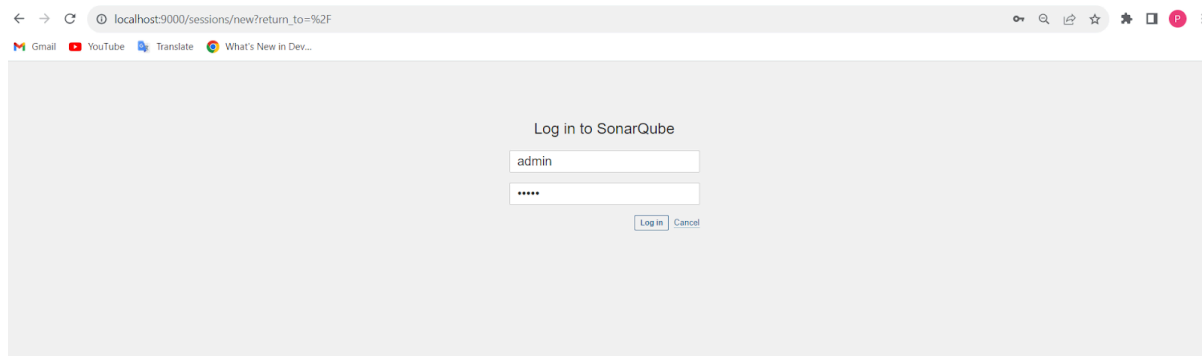 localhost:9000/sessions/new?return_to=%2F
P
Gmail YouTube Translate What's New in Dev...
Log in to SonarQube
admin
•••••
Log in Cancel